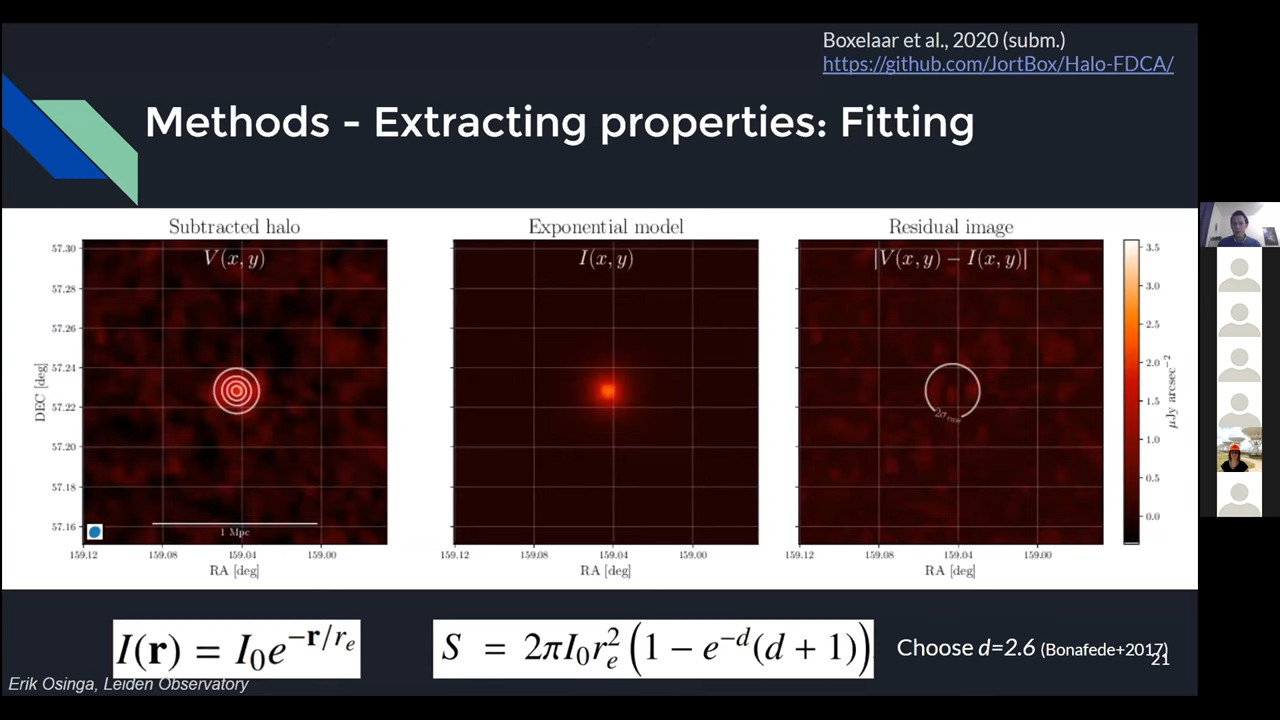 Boxelaar et al., 2020 (subm.)
https://github.com/JortBox/Halo-FDCA/
Methods - Extracting properties: Fitting
Subtracted halo
V(x, y)
57.30
57.28
57.26
57.24
57.22
57.20
57.18
57.16
DEC [deg]
1 Mpc
159.12 159.08 159.04 159.00
RA [deg]
Exponential model
I(x, y)
159.12 159.08 159.04 159.00
RA [deg]
Residual image
|V(x, y) − I(x, y)|
2σrms
159.12 159.08 159.04 159.00
RA [deg]
3.5
3.0
2.5
2.0
1.5
1.0
0.5
0.0
μJy arcsec⁻²
I(r) = I₀e^{−r/rₑ}
S = 2πI₀rₑ²(1 − e^{−d}(d + 1))
Choose d=2.6 (Bonafede+2017)
21
Erik Osinga, Leiden Observatory